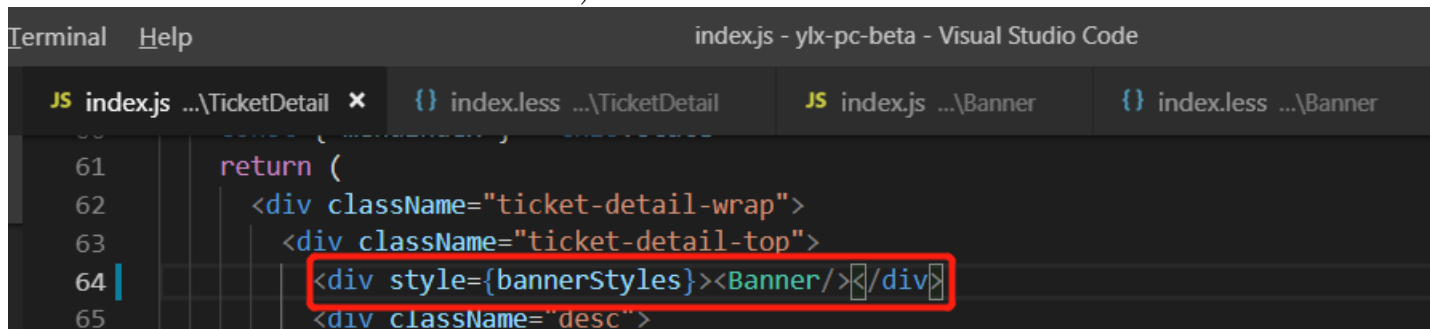 Terminal Help index.js - ylx-pc-beta - Visual Studio Code
JS index.js ...\TicketDetail × {} index.less ...\TicketDetail JS index.js ...\Banner {} index.less ...\Banner
61 return (
62 <div className="ticket-detail-wrap">
63 <div className="ticket-detail-top">
64 <div style={bannerStyles}><Banner/></div>
65 <div className="desc">